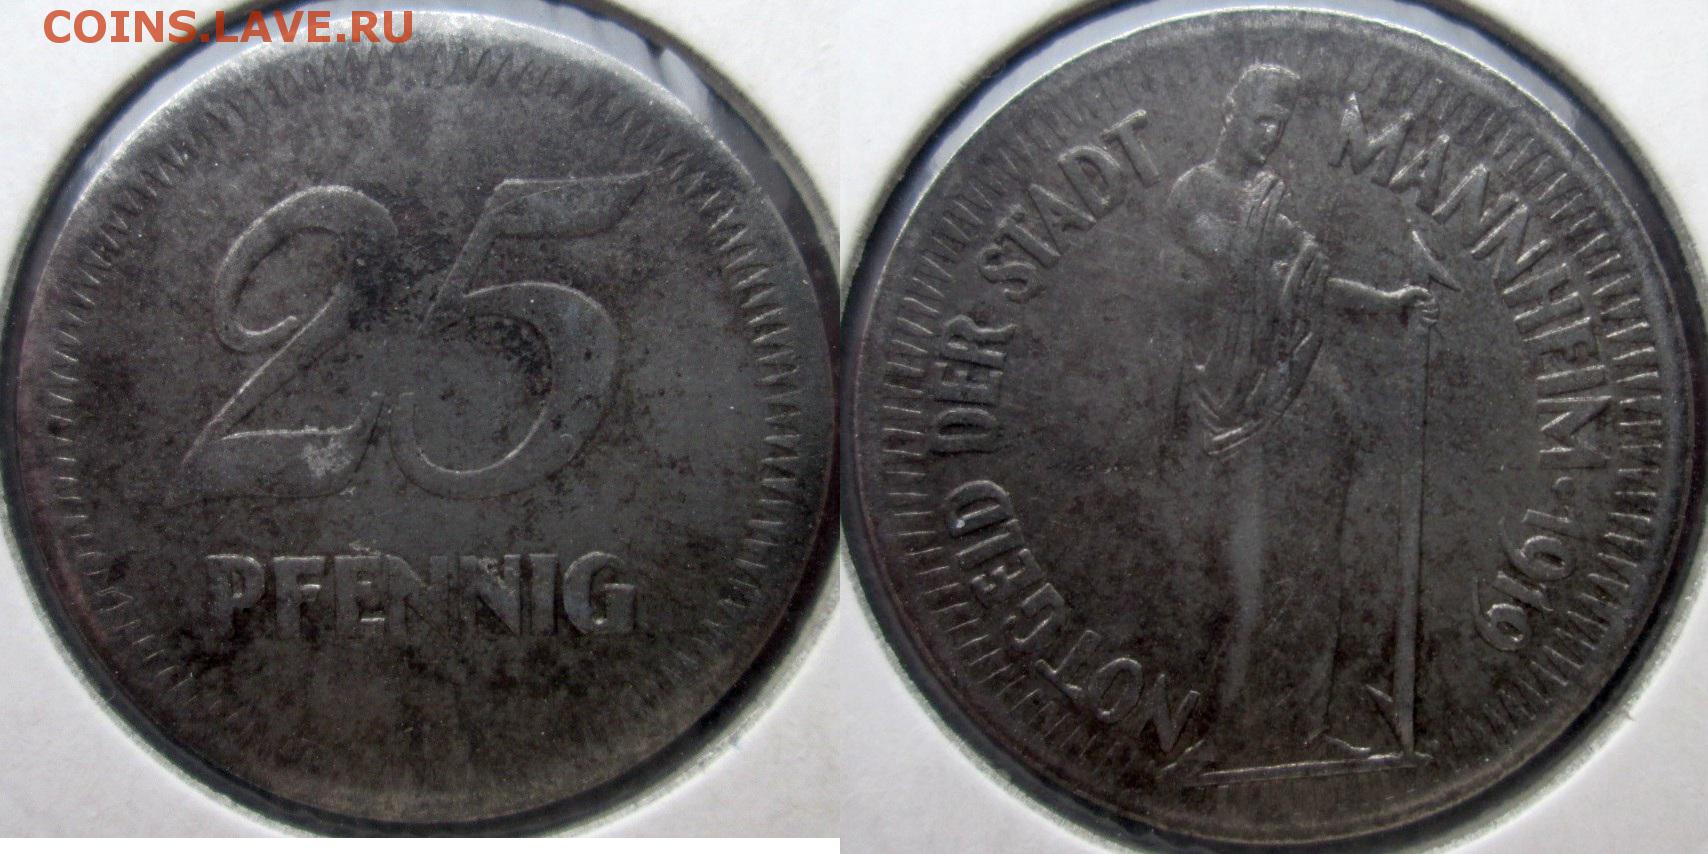 COINS.LAVE.RU
25
PFENNIG
NOTGELD DER STADT MANNHEIM · 1919